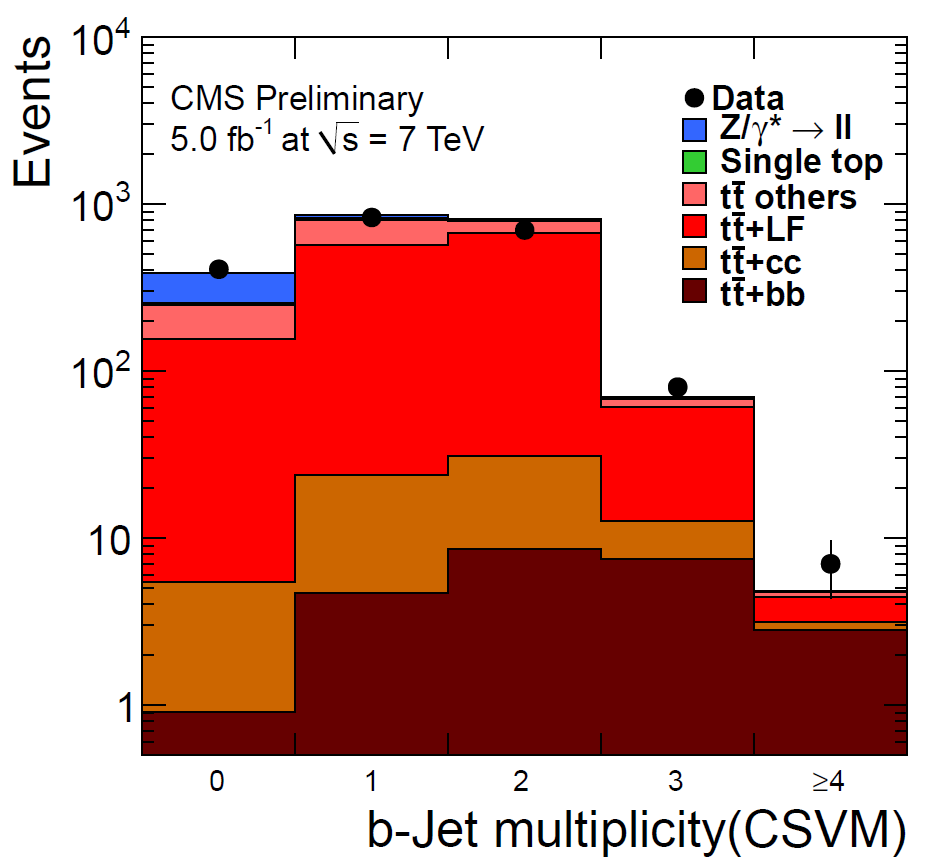 Events
10⁴
10³
10²
10
1
CMS Preliminary
5.0 fb⁻¹ at √s = 7 TeV
Data
Z/γ* → ll
Single top
tt̄ others
tt̄+LF
tt̄+cc
tt̄+bb
0 1 2 3 ≥4
b-Jet multiplicity(CSVM)